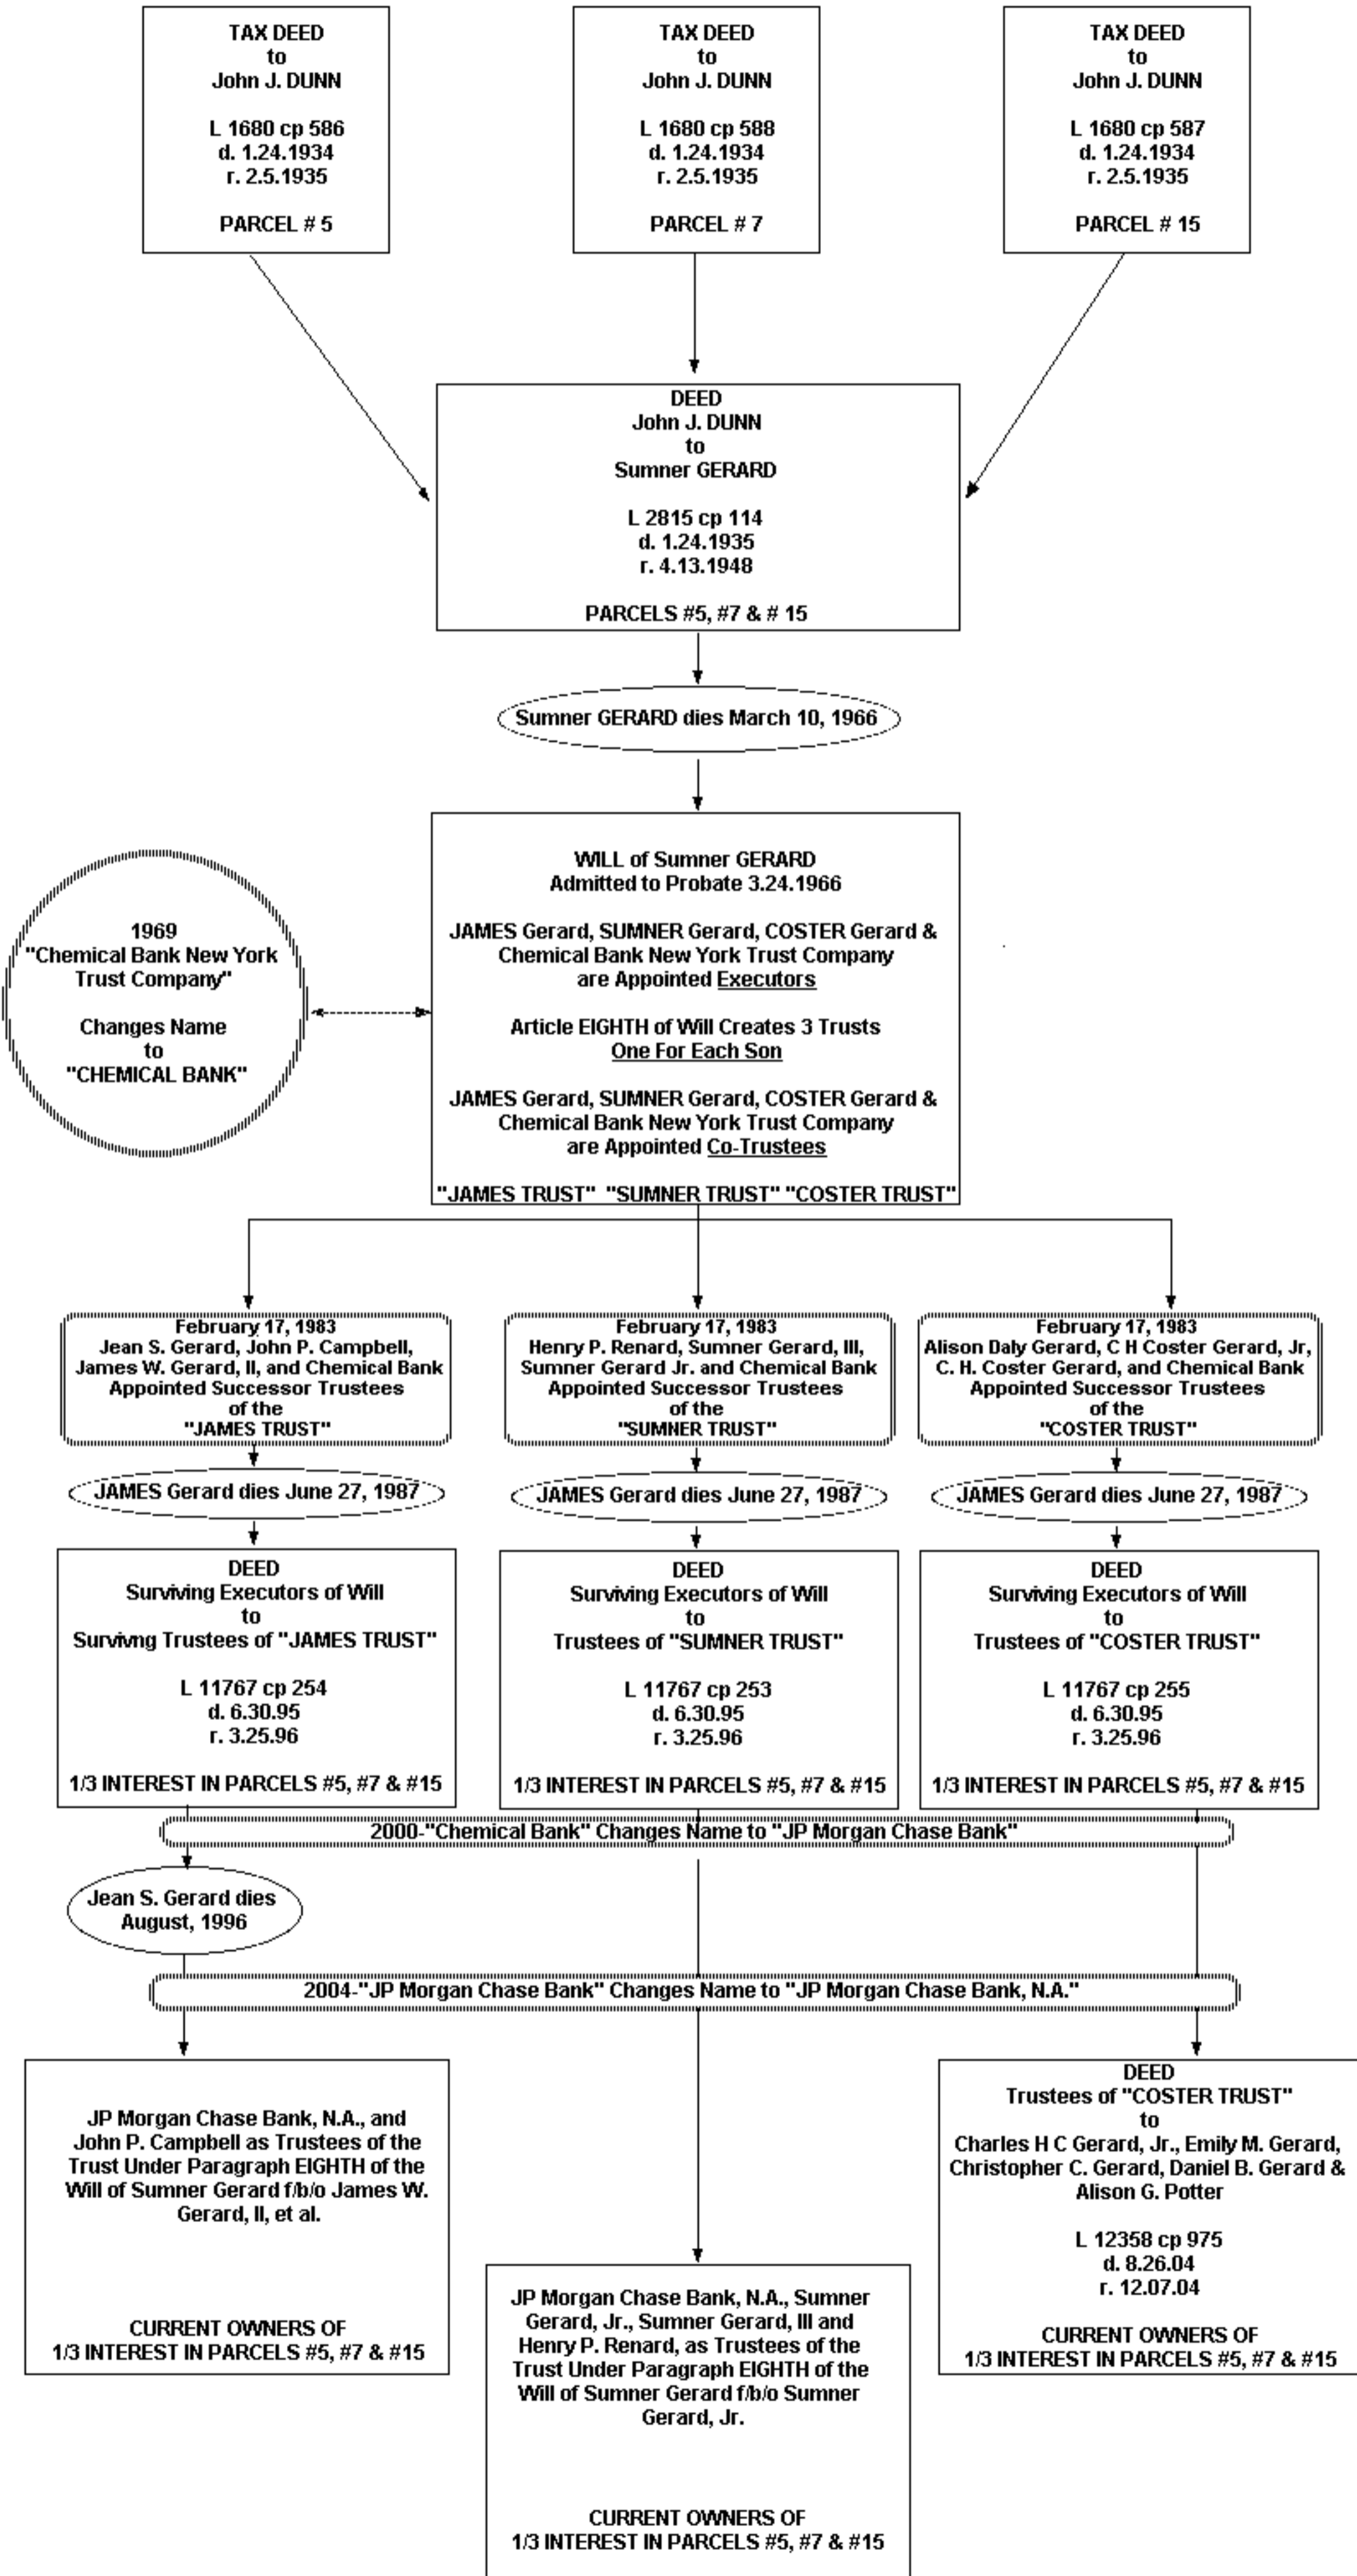 TAX DEED
to
John J. DUNN
L 1680 cp 586
d. 1.24.1934
r. 2.5.1935
PARCEL # 5
TAX DEED
to
John J. DUNN
L 1680 cp 588
d. 1.24.1934
r. 2.5.1935
PARCEL # 7
TAX DEED
to
John J. DUNN
L 1680 cp 587
d. 1.24.1934
r. 2.5.1935
PARCEL # 15
DEED
John J. DUNN
to
Sumner GERARD
L 2815 cp 114
d. 1.24.1935
r. 4.13.1948
PARCELS #5, #7 & # 15
Sumner GERARD dies March 10, 1966
WILL of Sumner GERARD
Admitted to Probate 3.24.1966
JAMES Gerard, SUMNER Gerard, COSTER Gerard &
Chemical Bank New York Trust Company
are Appointed Executors
Article EIGHTH of Will Creates 3 Trusts
One For Each Son
JAMES Gerard, SUMNER Gerard, COSTER Gerard &
Chemical Bank New York Trust Company
are Appointed Co-Trustees
"JAMES TRUST" "SUMNER TRUST" "COSTER TRUST"
1969
"Chemical Bank New York
Trust Company"
Changes Name
to
"CHEMICAL BANK"
February 17, 1983
Jean S. Gerard, John P. Campbell,
James W. Gerard, II, and Chemical Bank
Appointed Successor Trustees
of the
"JAMES TRUST"
February 17, 1983
Henry P. Renard, Sumner Gerard, III,
Sumner Gerard Jr. and Chemical Bank
Appointed Successor Trustees
of the
"SUMNER TRUST"
February 17, 1983
Alison Daly Gerard, C H Coster Gerard, Jr,
C. H. Coster Gerard, and Chemical Bank
Appointed Successor Trustees
of the
"COSTER TRUST"
JAMES Gerard dies June 27, 1987
JAMES Gerard dies June 27, 1987
JAMES Gerard dies June 27, 1987
DEED
Surviving Executors of Will
to
Survivng Trustees of "JAMES TRUST"
L 11767 cp 254
d. 6.30.95
r. 3.25.96
1/3 INTEREST IN PARCELS #5, #7 & #15
DEED
Surviving Executors of Will
to
Trustees of "SUMNER TRUST"
L 11767 cp 253
d. 6.30.95
r. 3.25.96
1/3 INTEREST IN PARCELS #5, #7 & #15
DEED
Surviving Executors of Will
to
Trustees of "COSTER TRUST"
L 11767 cp 255
d. 6.30.95
r. 3.25.96
1/3 INTEREST IN PARCELS #5, #7 & #15
2000-"Chemical Bank" Changes Name to "JP Morgan Chase Bank"
Jean S. Gerard dies
August, 1996
2004-"JP Morgan Chase Bank" Changes Name to "JP Morgan Chase Bank, N.A."
JP Morgan Chase Bank, N.A., and
John P. Campbell as Trustees of the
Trust Under Paragraph EIGHTH of the
Will of Sumner Gerard f/b/o James W.
Gerard, II, et al.
CURRENT OWNERS OF
1/3 INTEREST IN PARCELS #5, #7 & #15
JP Morgan Chase Bank, N.A., Sumner
Gerard, Jr., Sumner Gerard, III and
Henry P. Renard, as Trustees of the
Trust Under Paragraph EIGHTH of the
Will of Sumner Gerard f/b/o Sumner
Gerard, Jr.
CURRENT OWNERS OF
1/3 INTEREST IN PARCELS #5, #7 & #15
DEED
Trustees of "COSTER TRUST"
to
Charles H C Gerard, Jr., Emily M. Gerard,
Christopher C. Gerard, Daniel B. Gerard &
Alison G. Potter
L 12358 cp 975
d. 8.26.04
r. 12.07.04
CURRENT OWNERS OF
1/3 INTEREST IN PARCELS #5, #7 & #15